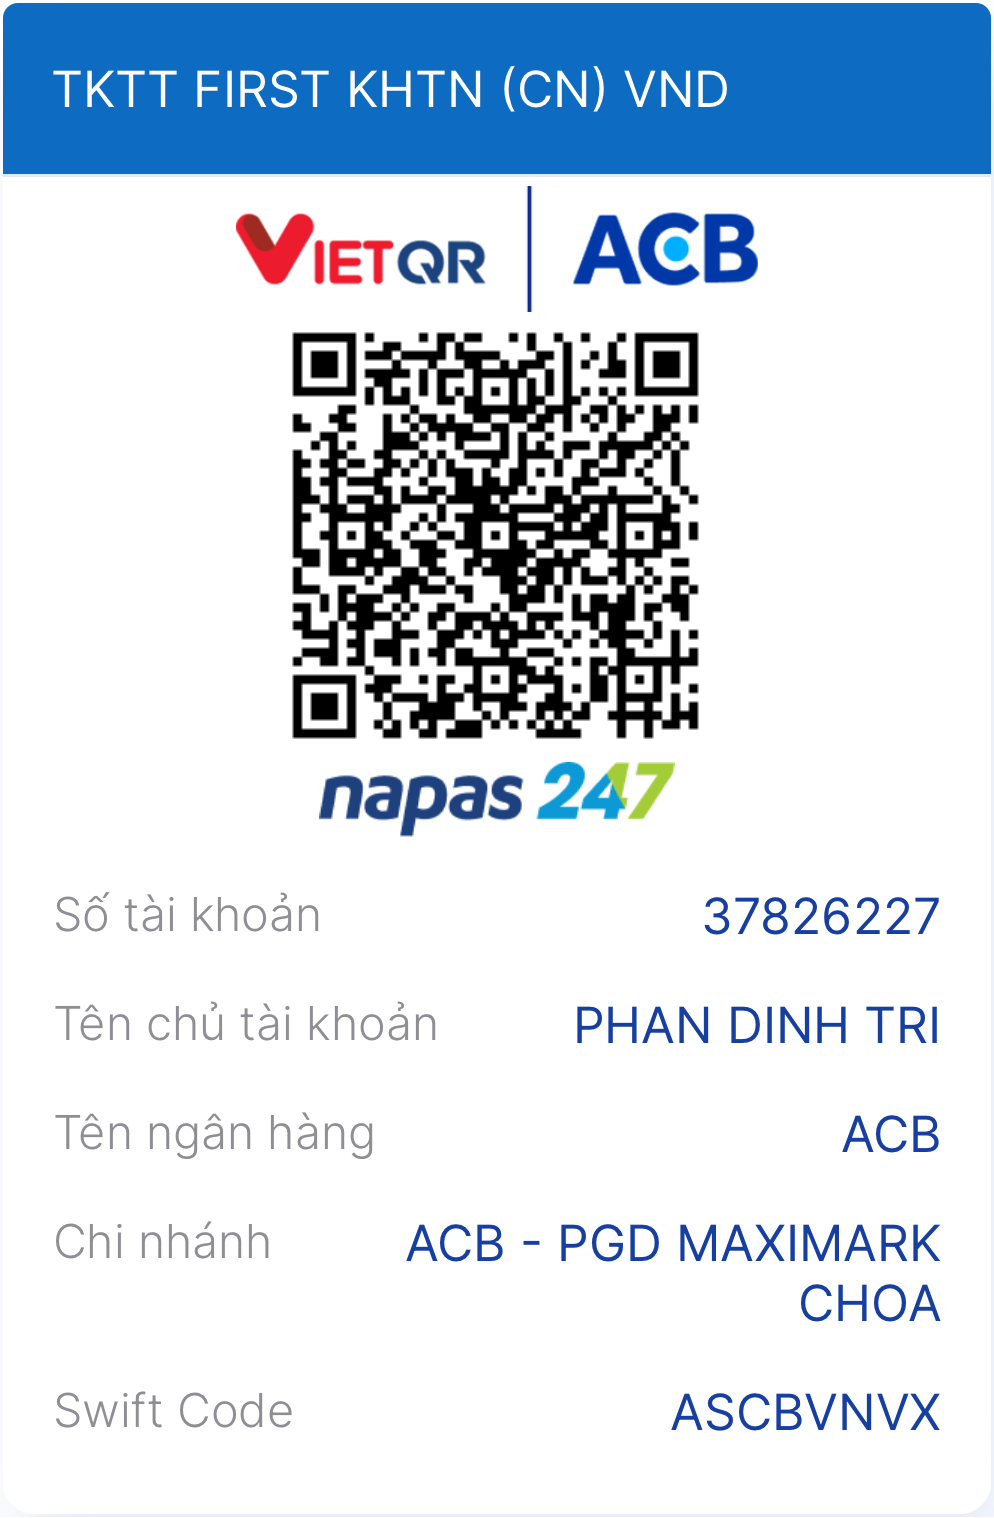 TKTT FIRST KHTN (CN) VND
VIETQR
ACB
napas 247
Số tài khoản 37826227
Tên chủ tài khoản PHAN DINH TRI
Tên ngân hàng ACB
Chi nhánh ACB - PGD MAXIMARK
CHOA
Swift Code ASCBVNVX